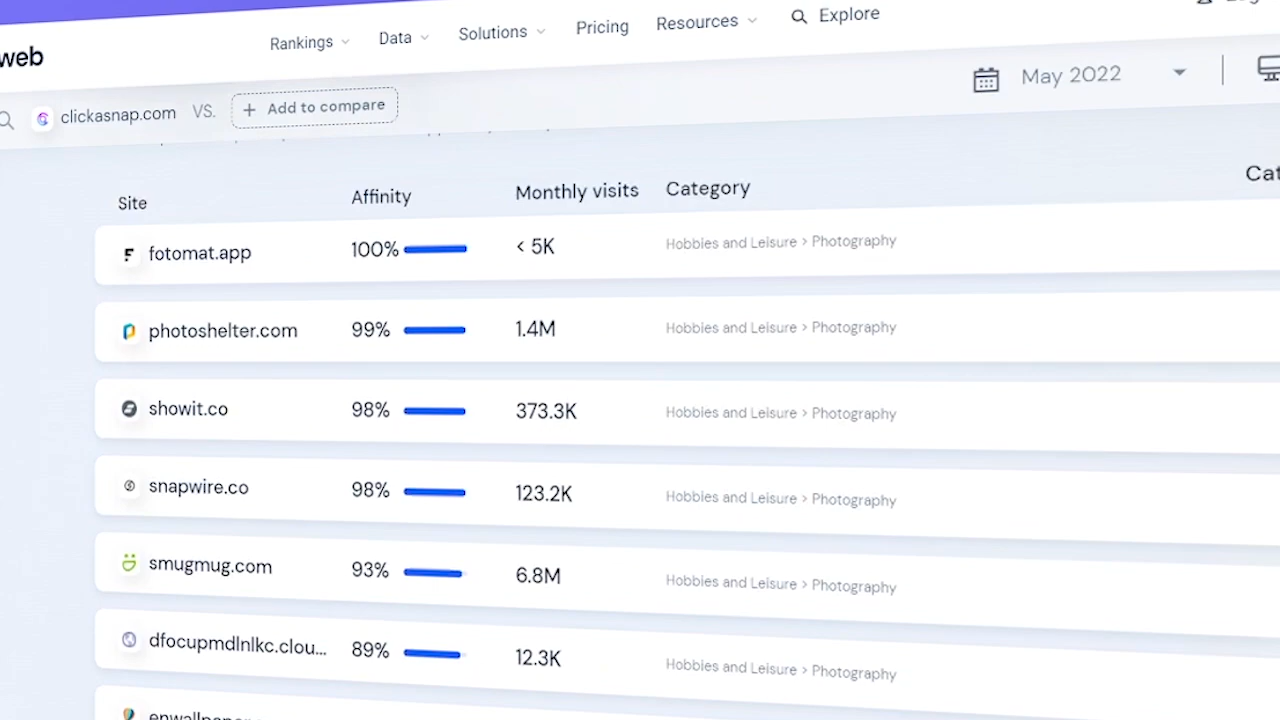 web
Rankings Data Solutions Pricing Resources Explore
clickasnap.com VS. + Add to compare
May 2022
Site Affinity Monthly visits Category
fotomat.app 100% < 5K Hobbies and Leisure > Photography
photoshelter.com 99% 1.4M Hobbies and Leisure > Photography
showit.co 98% 373.3K Hobbies and Leisure > Photography
snapwire.co 98% 123.2K Hobbies and Leisure > Photography
smugmug.com 93% 6.8M Hobbies and Leisure > Photography
dfocupmdlnlkc.clou... 89% 12.3K Hobbies and Leisure > Photography